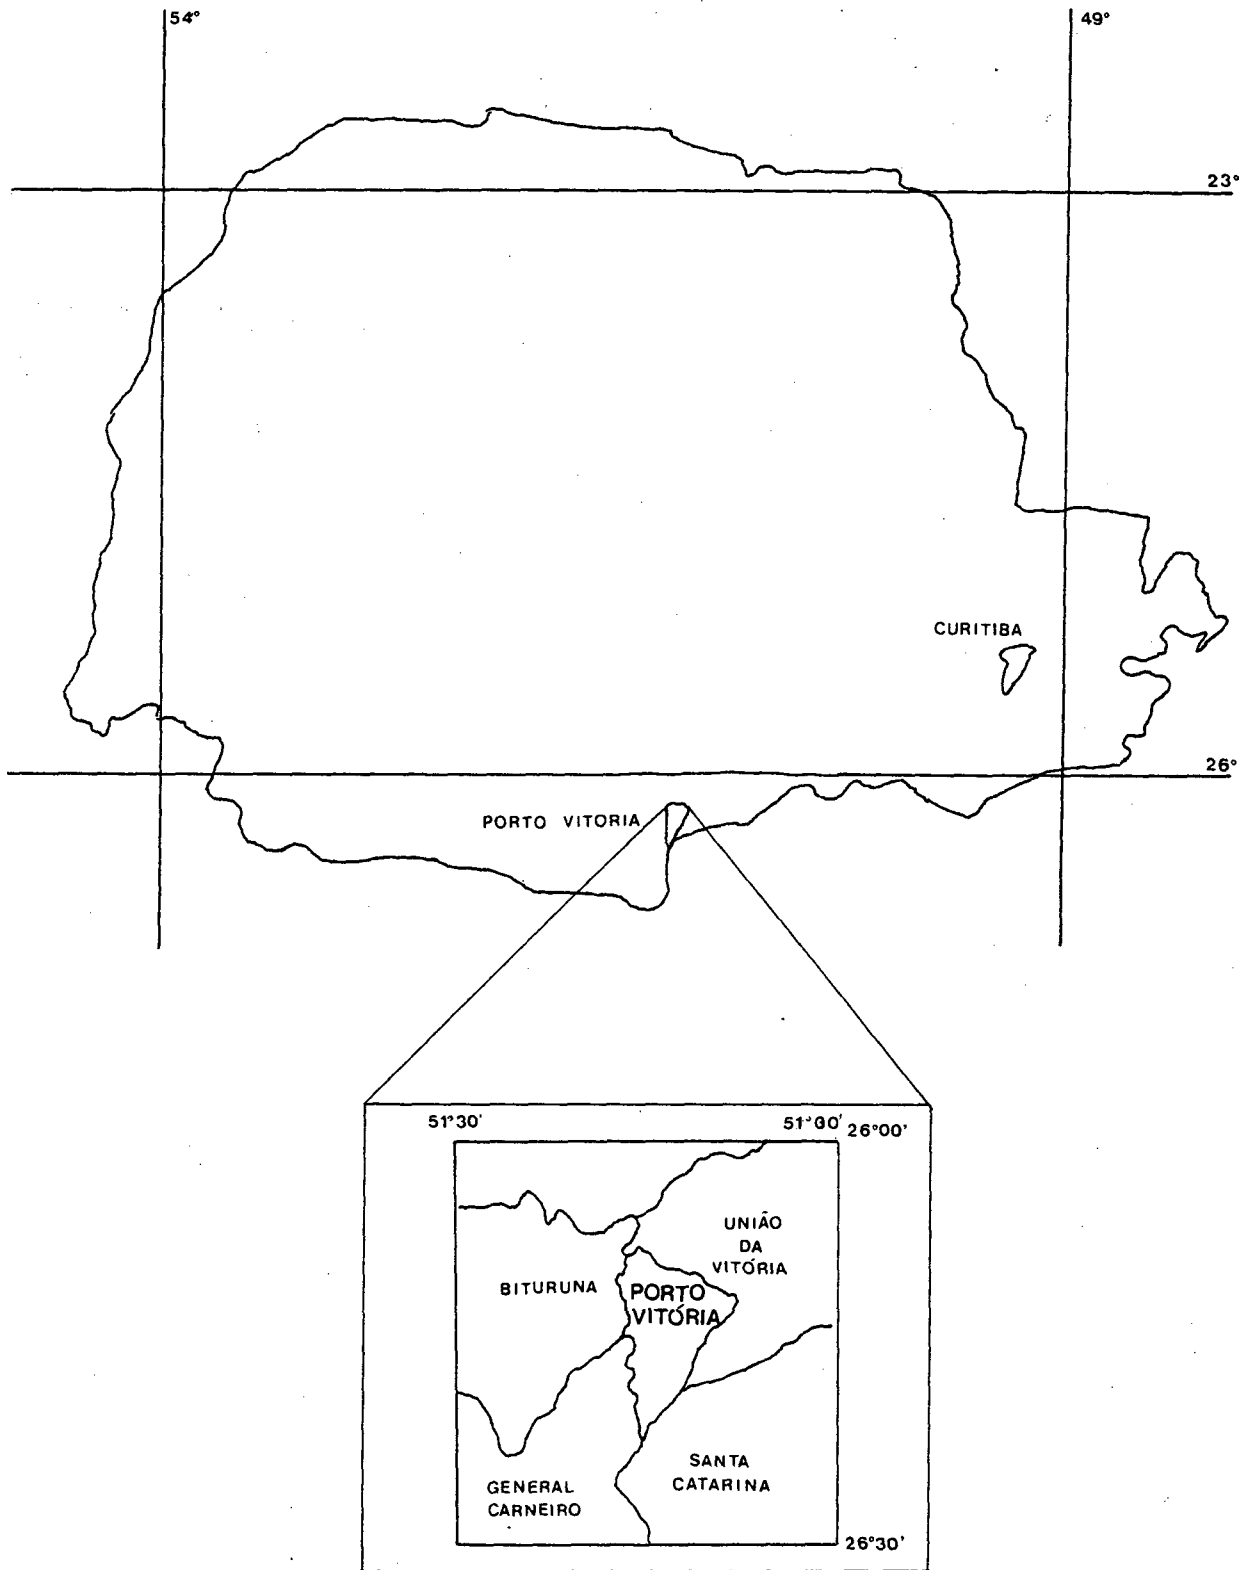 54°
49°
23°
CURITIBA
26°
PORTO VITORIA
51°30'
51°00'
26°00'
UNIÃO
DA
VITÓRIA
BITURUNA
PORTO
VITÓRIA
SANTA
CATARINA
GENERAL
CARNEIRO
26°30'